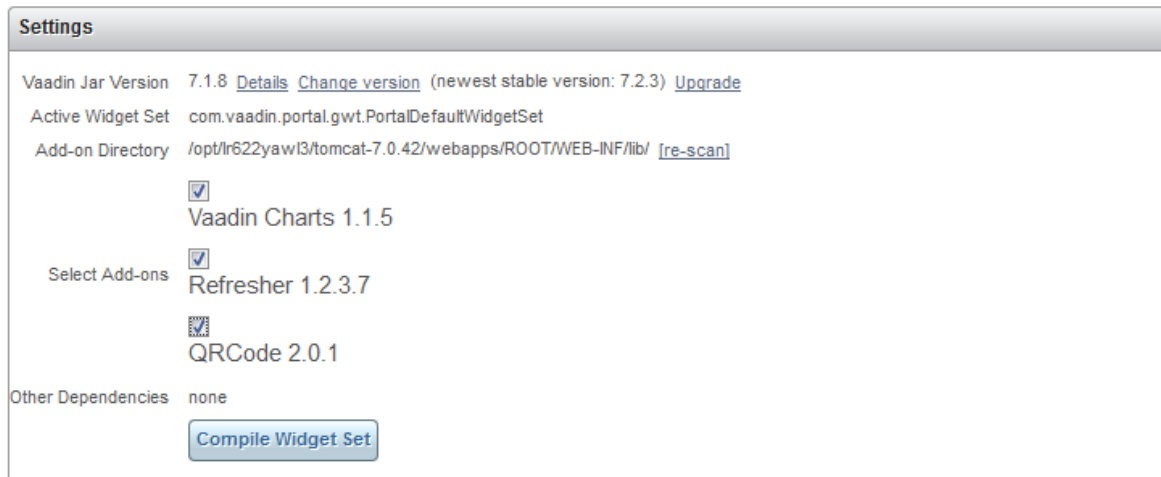 Settings
Vaadin Jar Version 7.1.8 Details Change version (newest stable version: 7.2.3) Upgrade
Active Widget Set com.vaadin.portal.gwt.PortalDefaultWidgetSet
Add-on Directory /opt/lr622yawl3/tomcat-7.0.42/webapps/ROOT/WEB-INF/lib/ [re-scan]
Vaadin Charts 1.1.5
Select Add-ons
Refresher 1.2.3.7
QRCode 2.0.1
Other Dependencies none
Compile Widget Set